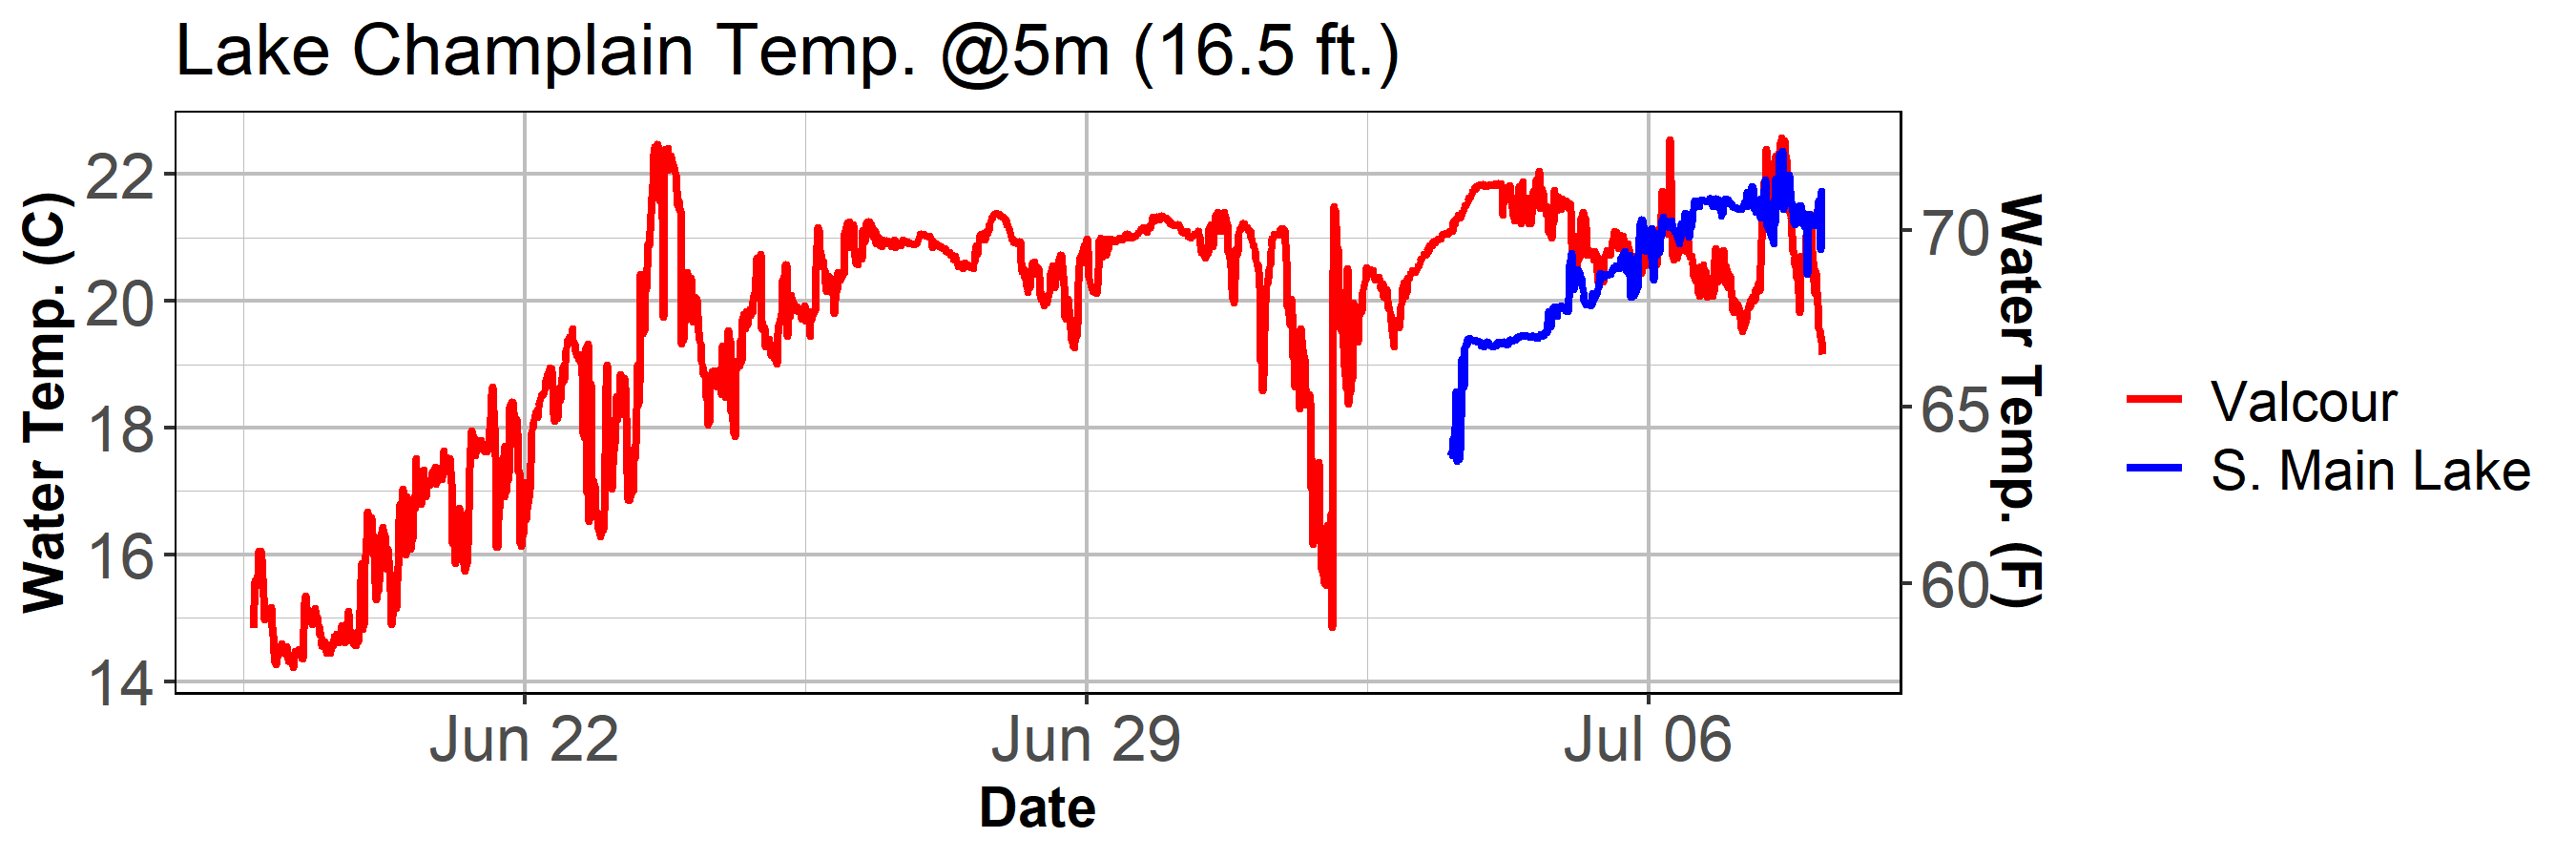 Lake Champlain Temp. @5m (16.5 ft.)
Water Temp. (C)
22
20
18
16
14
70
65
60
Water Temp. (F)
Jun 22
Jun 29
Jul 06
Date
Valcour
S. Main Lake